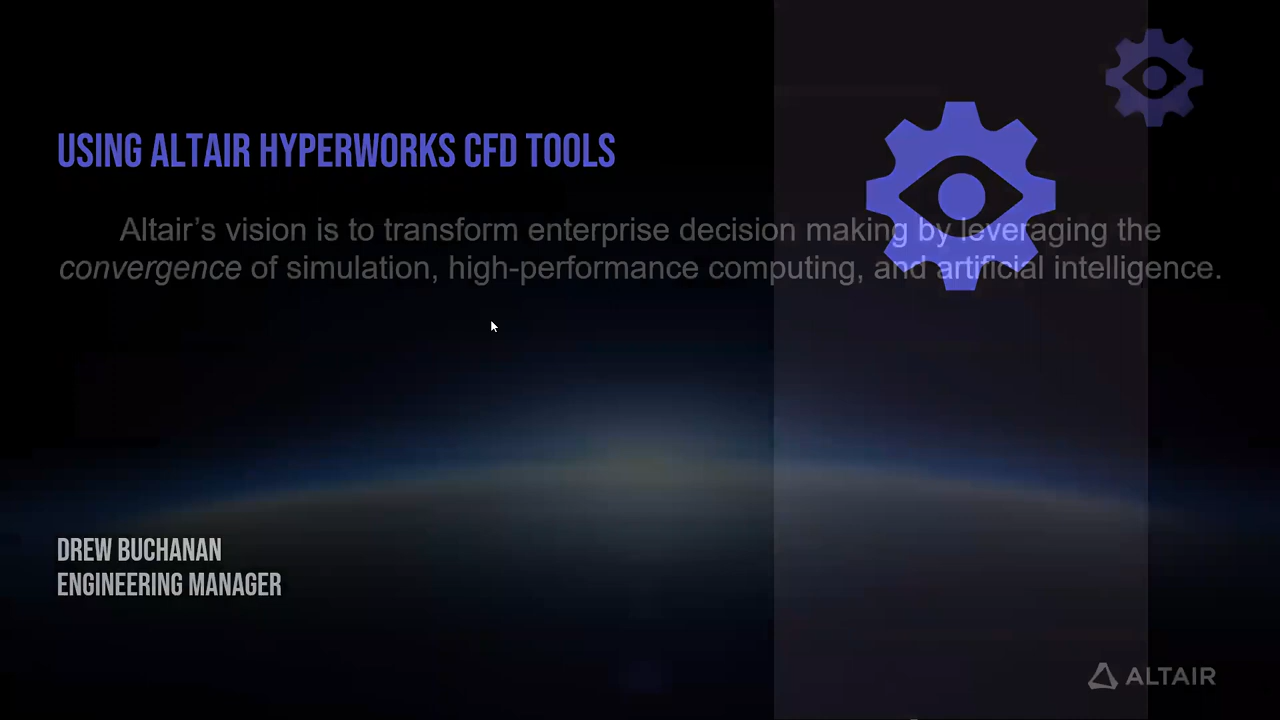 USING ALTAIR HYPERWORKS CFD TOOLS
Altair’s vision is to transform enterprise decision making by leveraging the
convergence of simulation, high-performance computing, and artificial intelligence.
DREW BUCHANAN
ENGINEERING MANAGER
ALTAIR